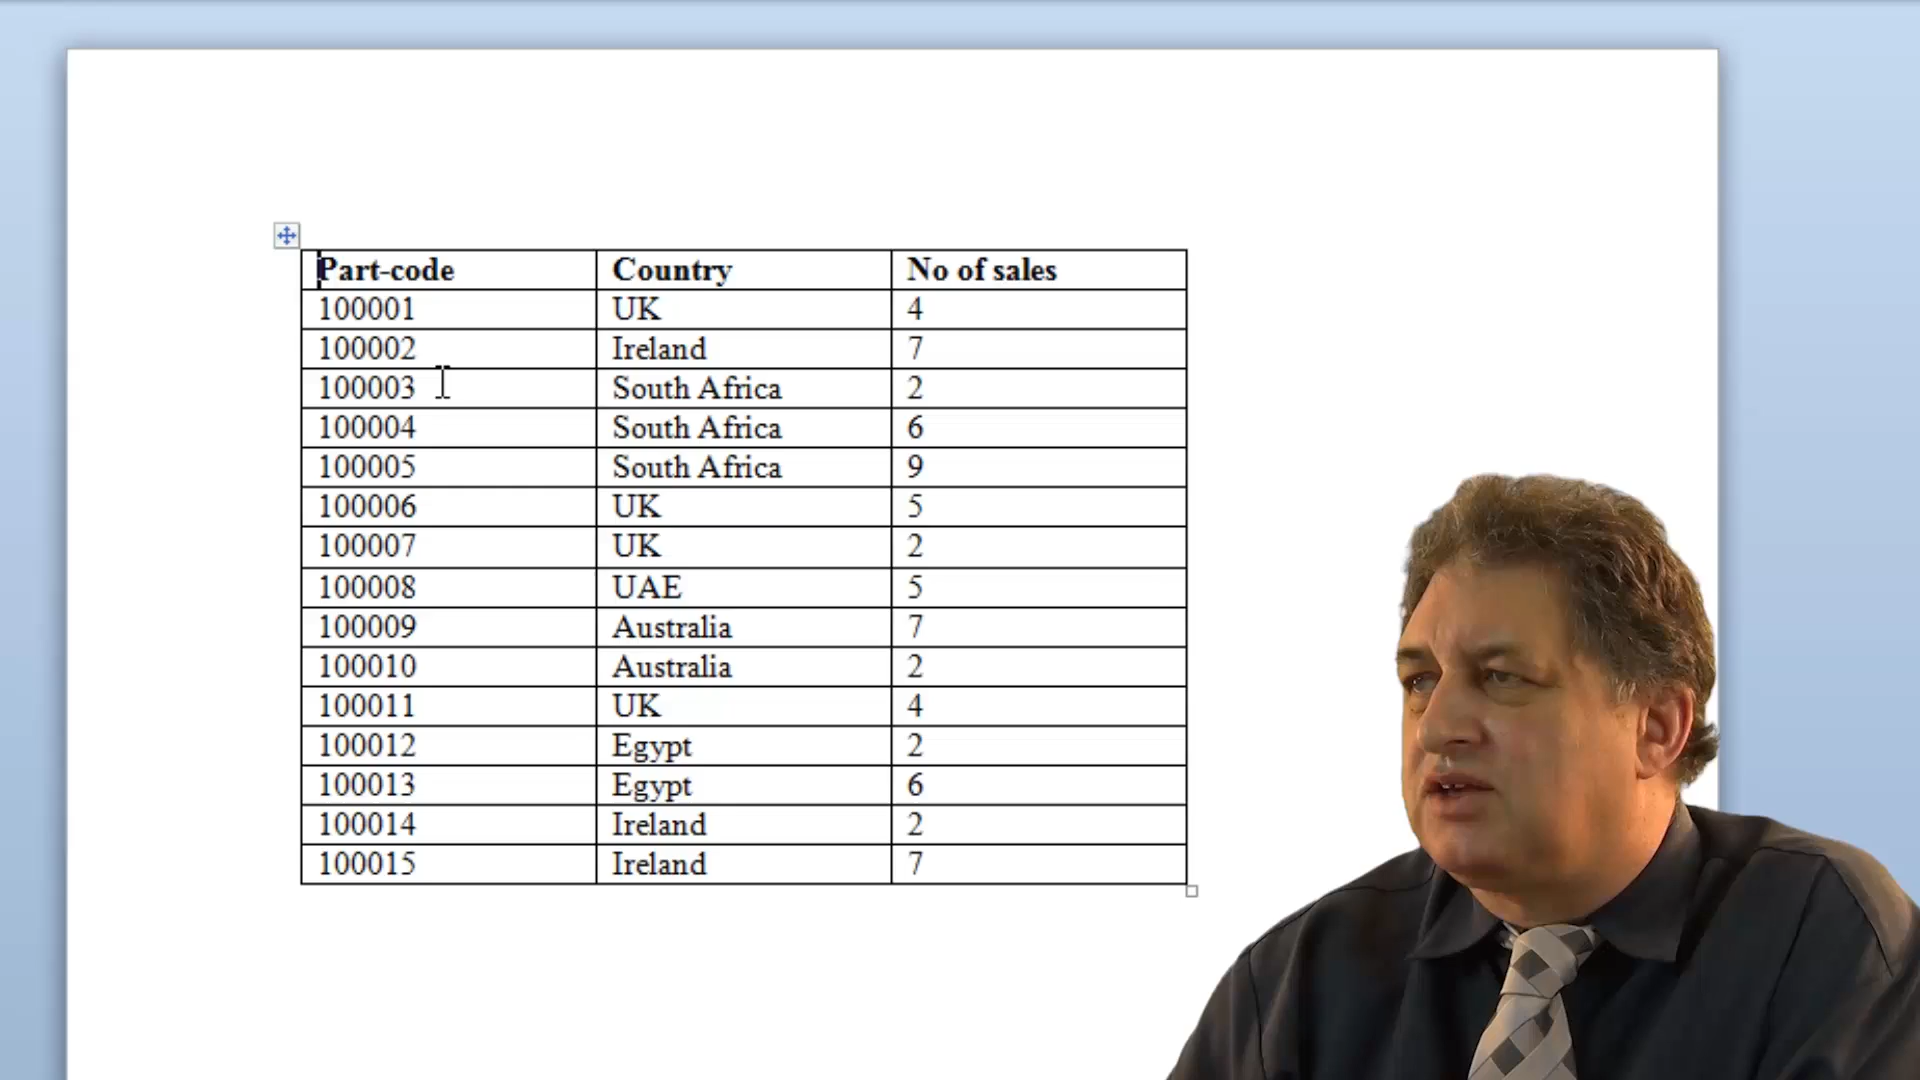 Part-code Country No of sales
100001 UK 4
100002 Ireland 7
100003 South Africa 2
100004 South Africa 6
100005 South Africa 9
100006 UK 5
100007 UK 2
100008 UAE 5
100009 Australia 7
100010 Australia 2
100011 UK 4
100012 Egypt 2
100013 Egypt 6
100014 Ireland 2
100015 Ireland 7